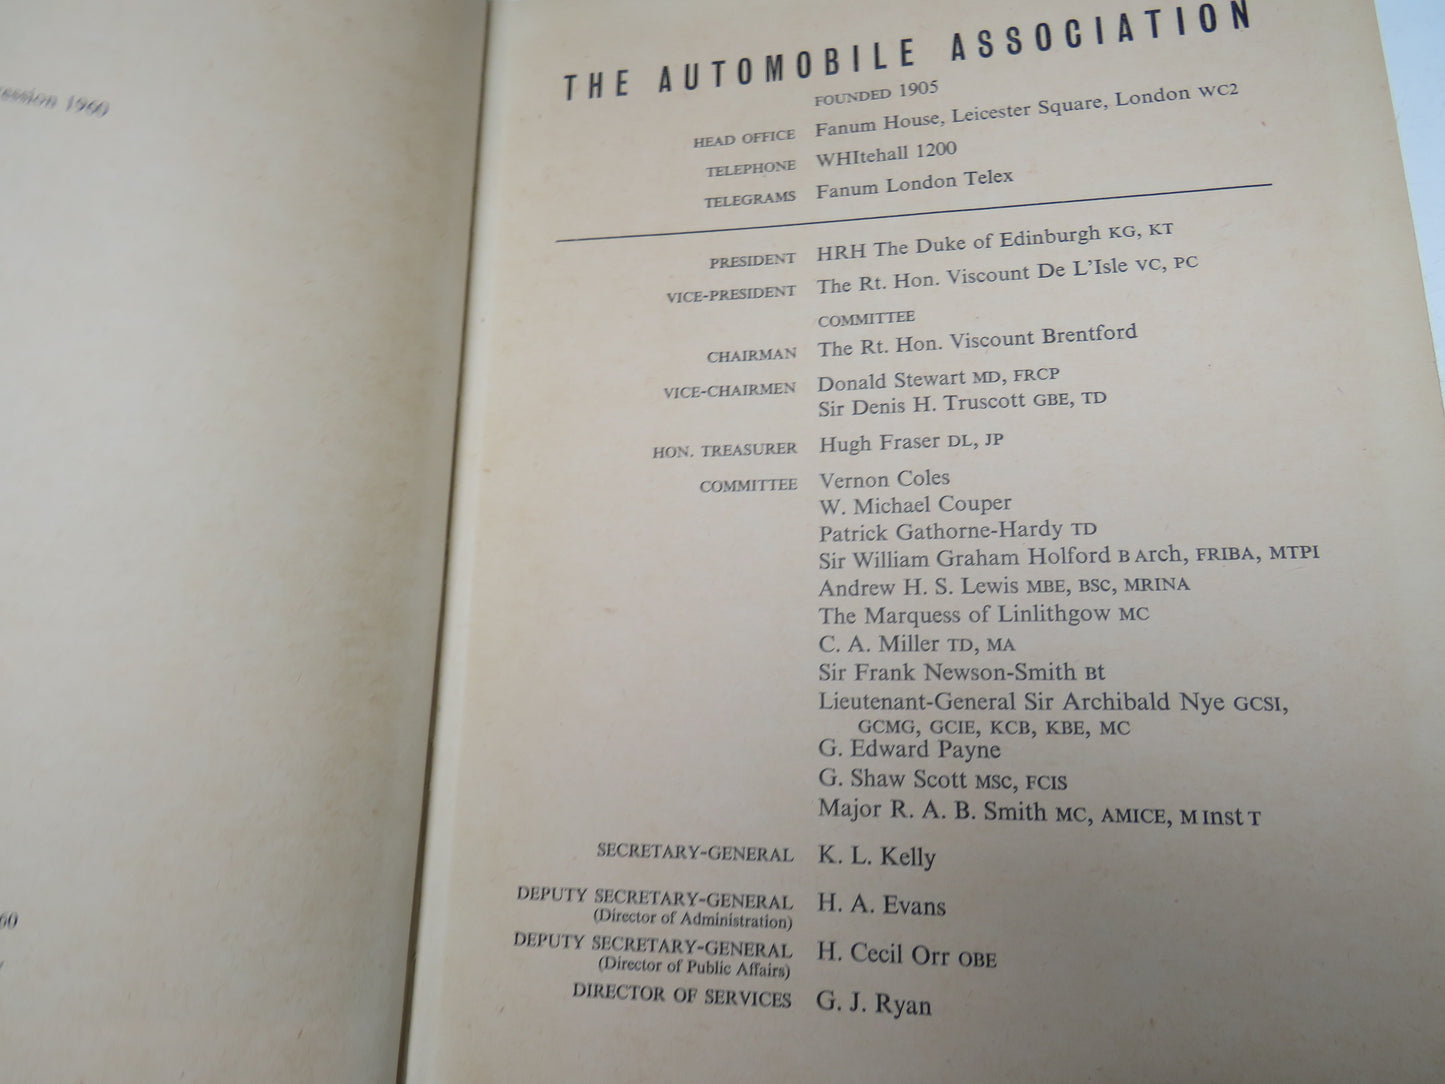 1960
60
THE AUTOMOBILE ASSOCIATION
FOUNDED 1905
HEAD OFFICE Fanum House, Leicester Square, London WC2
TELEPHONE WHItehall 1200
TELEGRAMS Fanum London Telex
PRESIDENT HRH The Duke of Edinburgh KG, KT
VICE-PRESIDENT The Rt. Hon. Viscount De L'Isle VC, PC
COMMITTEE
CHAIRMAN The Rt. Hon. Viscount Brentford
VICE-CHAIRMEN Donald Stewart MD, FRCP
Sir Denis H. Truscott GBE, TD
HON. TREASURER Hugh Fraser DL, JP
COMMITTEE Vernon Coles
W. Michael Couper
Patrick Gathorne-Hardy TD
Sir William Graham Holford B Arch, FRIBA, MTPI
Andrew H. S. Lewis MBE, BSC, MRINA
The Marquess of Linlithgow MC
C. A. Miller TD, MA
Sir Frank Newson-Smith Bt
Lieutenant-General Sir Archibald Nye GCSI,
GCMG, GCIE, KCB, KBE, MC
G. Edward Payne
G. Shaw Scott MSC, FCIS
Major R. A. B. Smith MC, AMICE, M Inst T
SECRETARY-GENERAL K. L. Kelly
DEPUTY SECRETARY-GENERAL H. A. Evans
(Director of Administration)
DEPUTY SECRETARY-GENERAL H. Cecil Orr OBE
(Director of Public Affairs)
DIRECTOR OF SERVICES G. J. Ryan